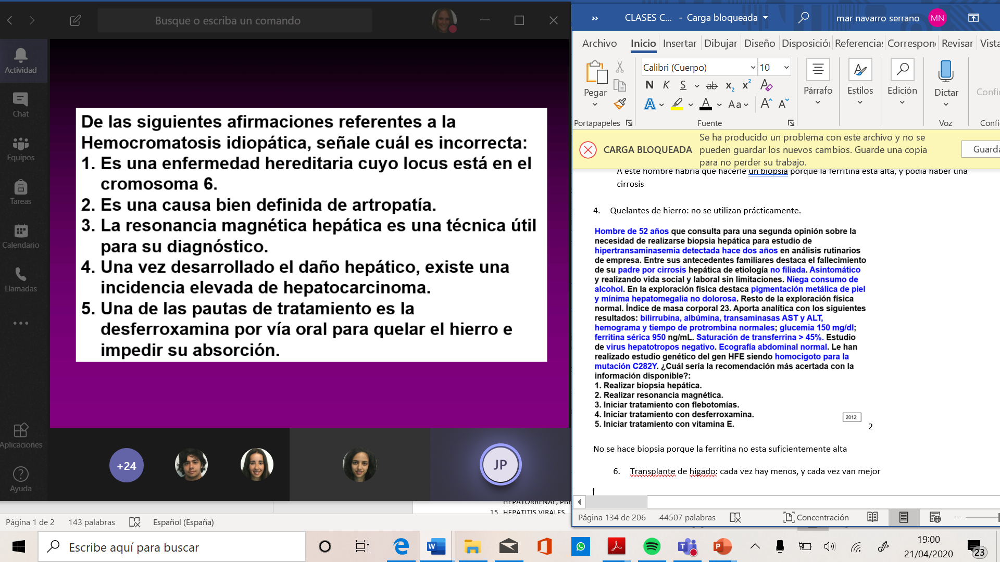 Busque o escriba un comando
Actividad
Chat
Equipos
Tareas
Calendario
Llamadas
Aplicaciones
Ayuda
De las siguientes afirmaciones referentes a la
Hemocromatosis idiopática, señale cuál es incorrecta:
1. Es una enfermedad hereditaria cuyo locus está en el
cromosoma 6.
2. Es una causa bien definida de artropatía.
3. La resonancia magnética hepática es una técnica útil
para su diagnóstico.
4. Una vez desarrollado el daño hepático, existe una
incidencia elevada de hepatocarcinoma.
5. Una de las pautas de tratamiento es la
desferroxamina por vía oral para quelar el hierro e
impedir su absorción.
+24
JP
HEPATORRENAL, PBE
15. HEPATITIS VIRALES
Página 1 de 2 143 palabras Español (España)
CLASES C... - Carga bloqueada mar navarro serrano MN
Archivo Inicio Insertar Dibujar Diseño Disposición Referencias Correspon Revisar Vista
Calibri (Cuerpo) 10
Pegar
N K S ab x2 x2 A
A A Aa A A
Párrafo Estilos Edición Dictar Confi
Portapapeles Fuente Voz Confi
CARGA BLOQUEADA
Se ha producido un problema con este archivo y no se
pueden guardar los nuevos cambios. Guarde una copia
para no perder su trabajo.
Guarda
A este hombre habría que hacerle un biopsia porque la ferritina esta alta, y podía haber una
cirrosis
4. Quelantes de hierro: no se utilizan prácticamente.
Hombre de 52 años que consulta para una segunda opinión sobre la
necesidad de realizarse biopsia hepática para estudio de
hipertransaminasemia detectada hace dos años en análisis rutinarios
de empresa. Entre sus antecedentes familiares destaca el fallecimiento
de su padre por cirrosis hepática de etiología no filiada. Asintomático
y realizando vida social y laboral sin limitaciones. Niega consumo de
alcohol. En la exploración física destaca pigmentación metálica de piel
y mínima hepatomegalia no dolorosa. Resto de la exploración física
normal. Índice de masa corporal 23. Aporta analítica con los siguientes
resultados: bilirrubina, albúmina, transaminasas AST y ALT,
hemograma y tiempo de protrombina normales; glucemia 150 mg/dl;
ferritina sérica 950 ng/mL. Saturación de transferrina > 45%. Estudio
de virus hepatotropos negativo. Ecografía abdominal normal. Le han
realizado estudio genético del gen HFE siendo homocigoto para la
mutación C282Y. ¿Cuál sería la recomendación más acertada con la
información disponible?:
1. Realizar biopsia hepática.
2. Realizar resonancia magnética.
3. Iniciar tratamiento con flebotomías.
4. Iniciar tratamiento con desferroxamina.
5. Iniciar tratamiento con vitamina E.
2012
2
No se hace biopsia porque la ferritina no esta suficientemente alta
6. Transplante de higado: cada vez hay menos, y cada vez van mejor
Página 134 de 206 44507 palabras Concentración
Escribe aquí para buscar
19:00
21/04/2020
23